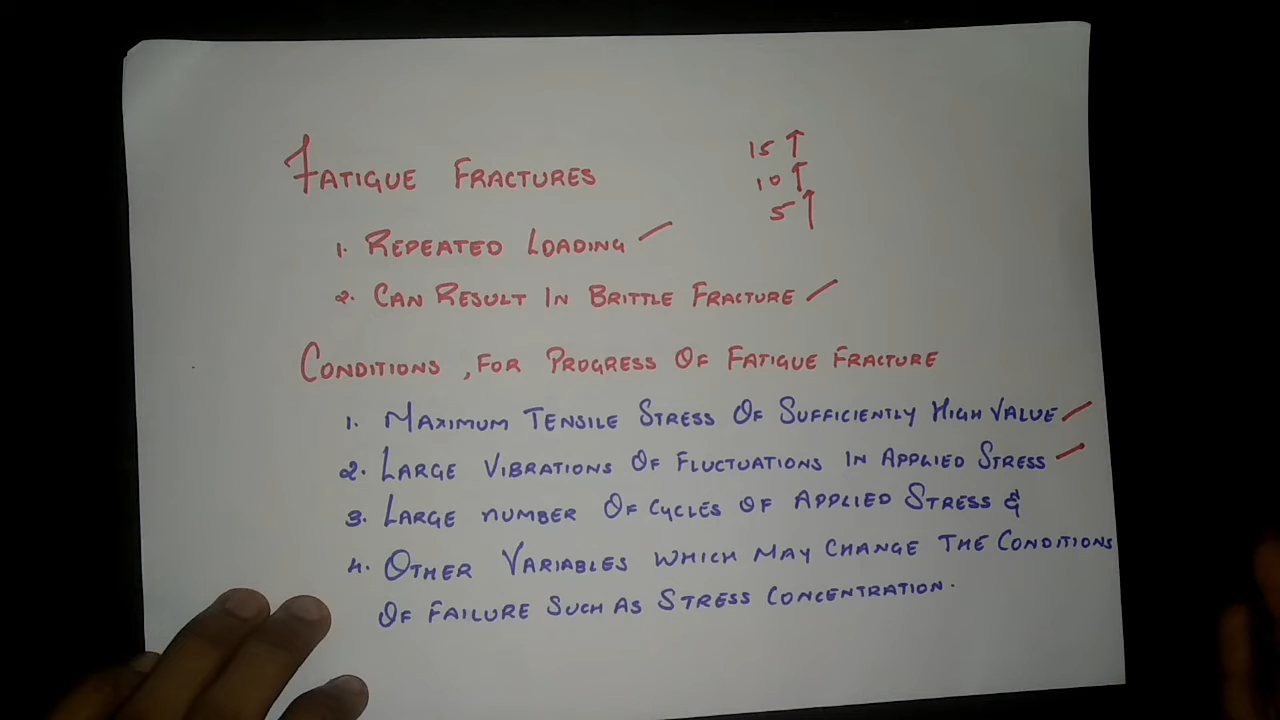 15 ↑
FATIGUE FRACTURES 10 ↑
5 ↑
1. REPEATED LOADING
2. CAN RESULT IN BRITTLE FRACTURE
CONDITIONS, FOR PROGRESS OF FATIGUE FRACTURE
1. MAXIMUM TENSILE STRESS OF SUFFICIENTLY HIGH VALUE
2. LARGE VIBRATIONS OF FLUCTUATIONS IN APPLIED STRESS
3. LARGE NUMBER OF CYCLES OF APPLIED STRESS &
4. OTHER VARIABLES WHICH MAY CHANGE THE CONDITIONS
OF FAILURE SUCH AS STRESS CONCENTRATION.